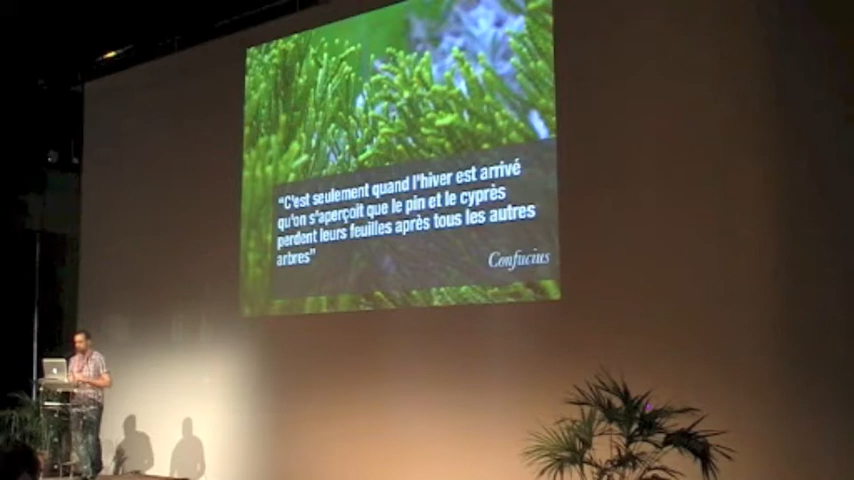 “C'est seulement quand l'hiver est arrivé
qu'on s'aperçoit que le pin et le cyprès
perdent leurs feuilles après tous les autres
arbres”
Confucius